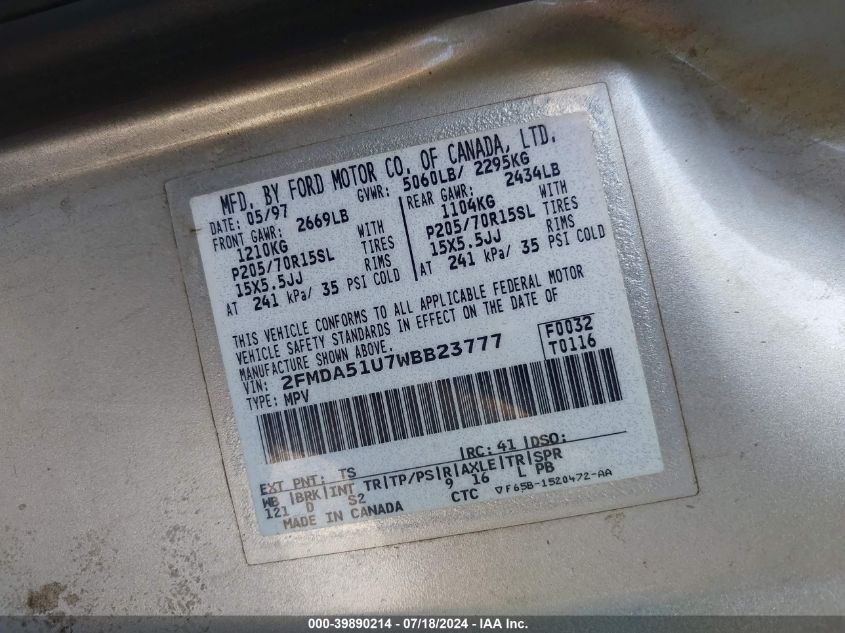 MFD. BY FORD MOTOR CO. OF CANADA, LTD.
DATE: 05/97 GVWR: 5060LB/ 2295KG
FRONT GAWR: 2669LB
1210KG WITH
P205/70R15SL TIRES
15X5.5JJ RIMS
AT 241 kPa/ 35 PSI COLD
REAR GAWR: 2434LB
1104KG WITH
P205/70R15SL TIRES
15X5.5JJ RIMS
AT 241 kPa/ 35 PSI COLD
THIS VEHICLE CONFORMS TO ALL APPLICABLE FEDERAL MOTOR
VEHICLE SAFETY STANDARDS IN EFFECT ON THE DATE OF
MANUFACTURE SHOWN ABOVE.
VIN: 2FMDA51U7WBB23777
TYPE: MPV
F0032
T0116
EXT PNT: TS |RC: 41 |DSO:
WB |BRK|INT TR|TP/PS|R|AXLE|TR|SPR
121 D S2 9 16 L PB
MADE IN CANADA CTC ▽F65B-1520472-AA
000-39890214 - 07/18/2024 - IAA Inc.